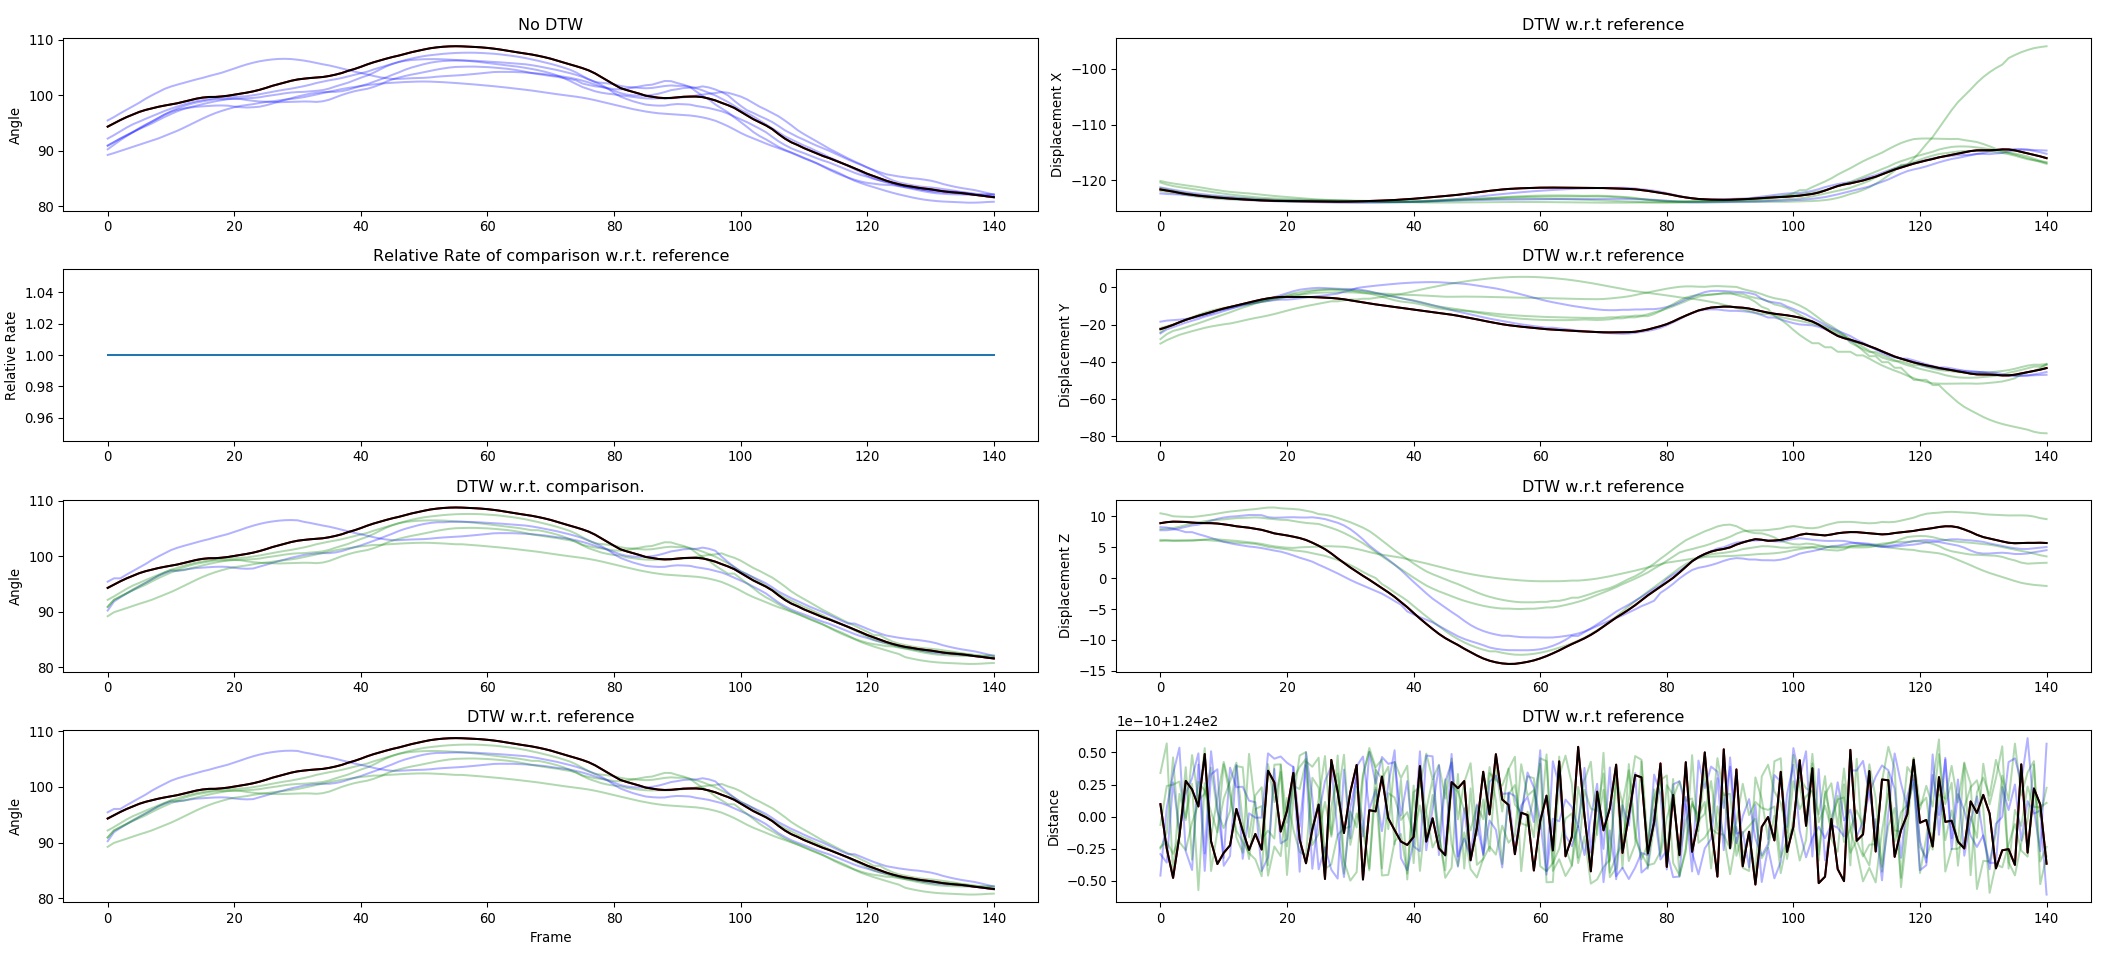 No DTW
110
100
90
80
Angle
0 20 40 60 80 100 120 140
DTW w.r.t reference
−100
−110
−120
Displacement X
0 20 40 60 80 100 120 140
Relative Rate of comparison w.r.t. reference
1.04
1.02
1.00
0.98
0.96
Relative Rate
0 20 40 60 80 100 120 140
DTW w.r.t reference
0
−20
−40
−60
−80
Displacement Y
0 20 40 60 80 100 120 140
DTW w.r.t. comparison.
110
100
90
80
Angle
0 20 40 60 80 100 120 140
DTW w.r.t reference
10
5
0
−5
−10
−15
Displacement Z
0 20 40 60 80 100 120 140
DTW w.r.t. reference
110
100
90
80
Angle
0 20 40 60 80 100 120 140
Frame
DTW w.r.t reference
1e−10+1.24e2
0.50
0.25
0.00
−0.25
−0.50
Distance
0 20 40 60 80 100 120 140
Frame